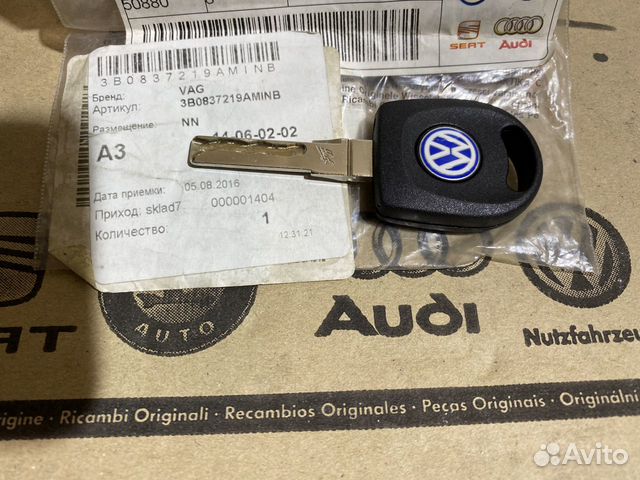 50880
SEAT
Audi
3B0837219AMINB
Бренд: VAG
Артикул: 3B0837219AMINB
Размещение: NN
14-06-02-02
A3
Дата приемки: 05.08.2016
Приход: sklad7 000001404
Количество: 1
12:31:21
AUTO
Audi
Nutzfahrzeu
rigine · Ricambi Originali · Recambios Originales · Peças Originais · Originální
Avito